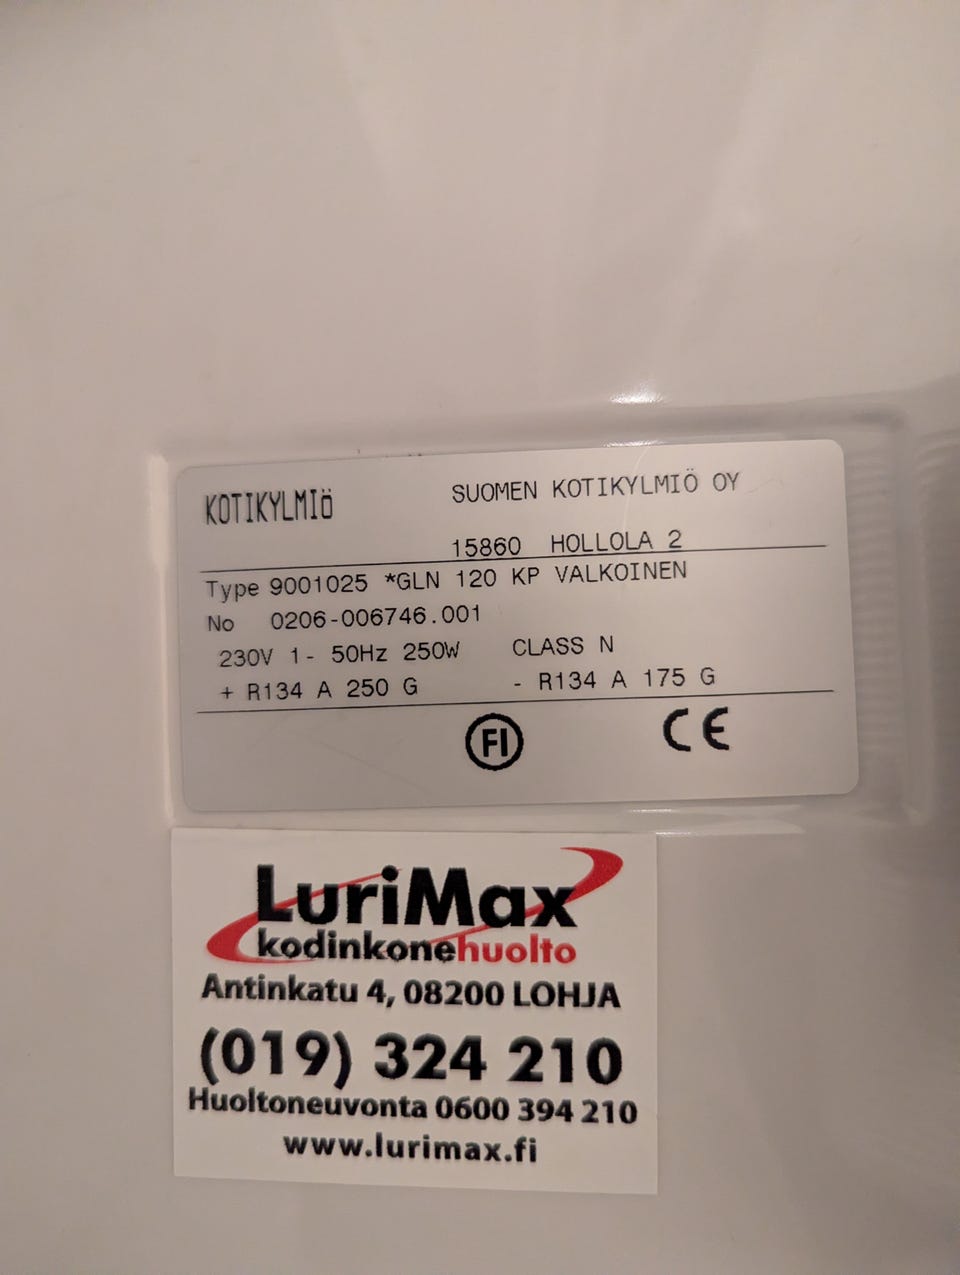 KOTIKYLMIÖ
SUOMEN KOTIKYLMIÖ OY
15860 HOLLOLA 2
Type 9001025 *GLN 120 KP VALKOINEN
No 0206-006746.001
230V 1- 50Hz 250W CLASS N
+ R134 A 250 G - R134 A 175 G
FI CE
LuriMax
kodinkonehuolto
Antinkatu 4, 08200 LOHJA
(019) 324 210
Huoltoneuvonta 0600 394 210
www.lurimax.fi